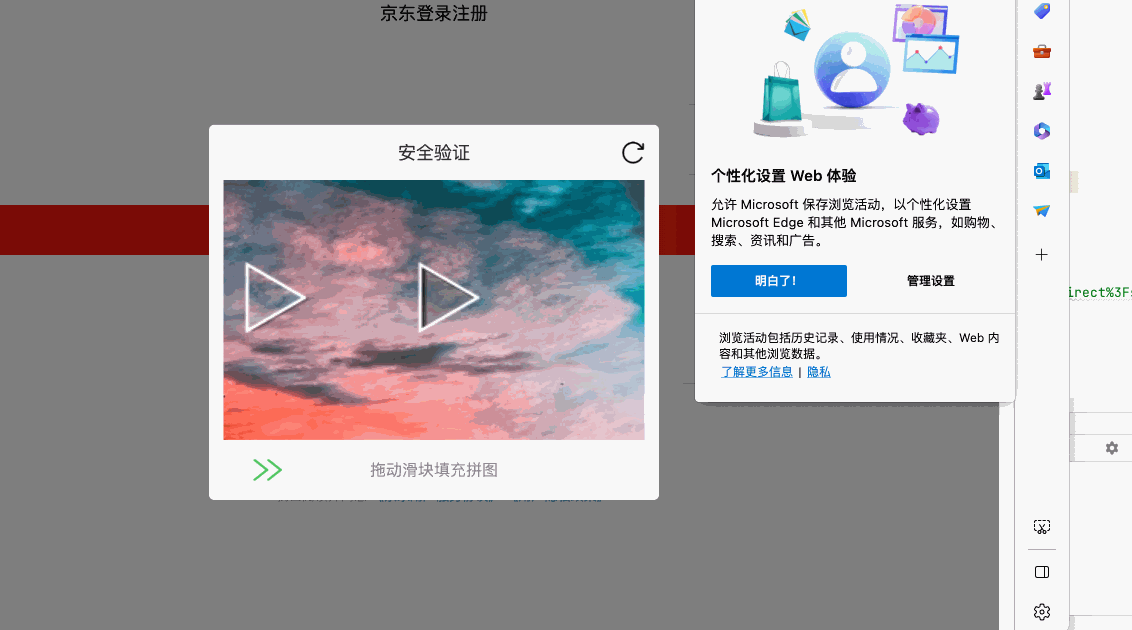 京东登录注册
安全验证
拖动滑块填充拼图
个性化设置 Web 体验
允许 Microsoft 保存浏览活动，以个性化设置
Microsoft Edge 和其他 Microsoft 服务，如购物、
搜索、资讯和广告。
明白了!
管理设置
浏览活动包括历史记录、使用情况、收藏夹、Web 内
容和其他浏览数据。
了解更多信息 | 隐私
irect%3Fs